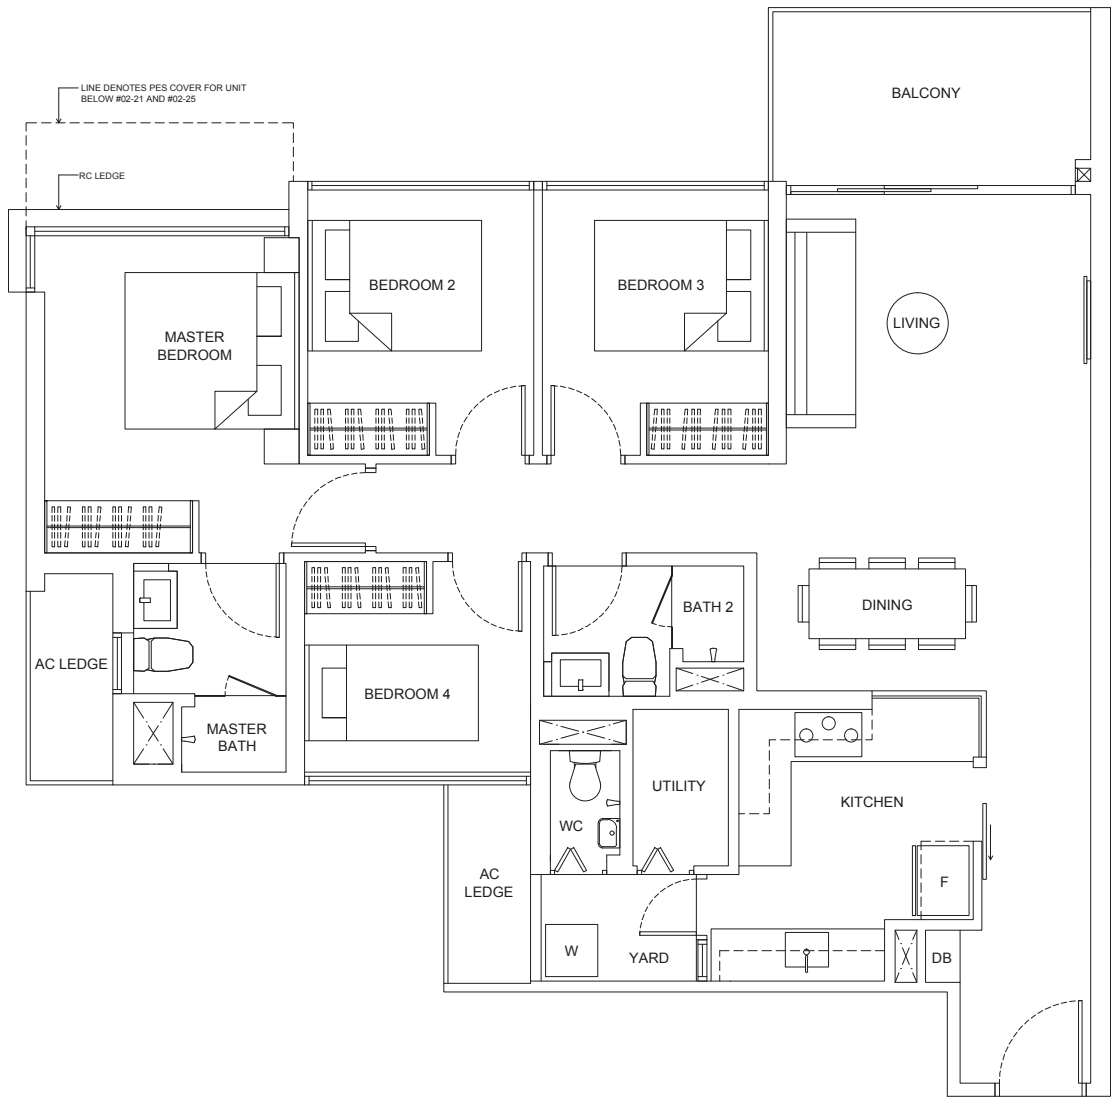 LINE DENOTES PES COVER FOR UNIT
BELOW #02-21 AND #02-25
BALCONY
RC LEDGE
BEDROOM 2
BEDROOM 3
MASTER
BEDROOM
LIVING
BATH 2
DINING
AC LEDGE
BEDROOM 4
MASTER
BATH
UTILITY
KITCHEN
WC
AC
LEDGE
F
W
YARD
DB